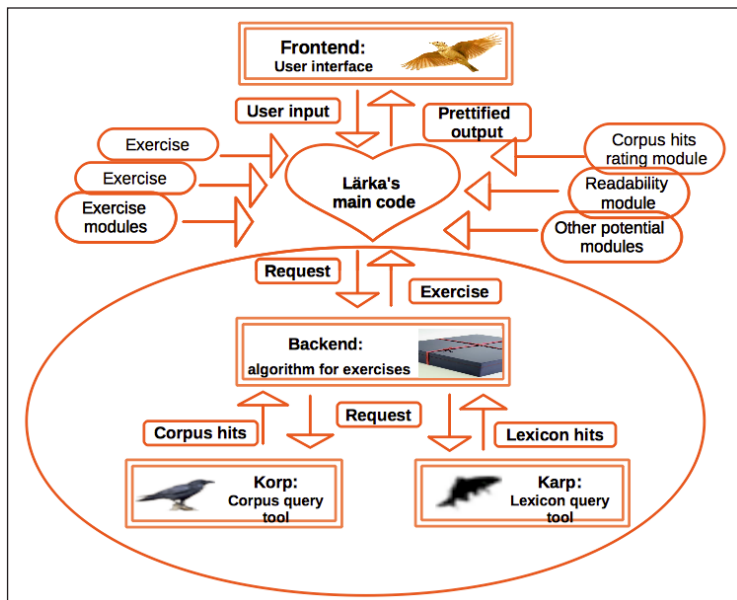 Frontend:
User interface
User input
Prettified
output
Exercise
Exercise
Exercise
modules
Lärka's
main code
Corpus hits
rating module
Readability
module
Other potential
modules
Request
Exercise
Backend:
algorithm for exercises
Corpus hits
Request
Lexicon hits
Korp:
Corpus query
tool
Karp:
Lexicon query
tool